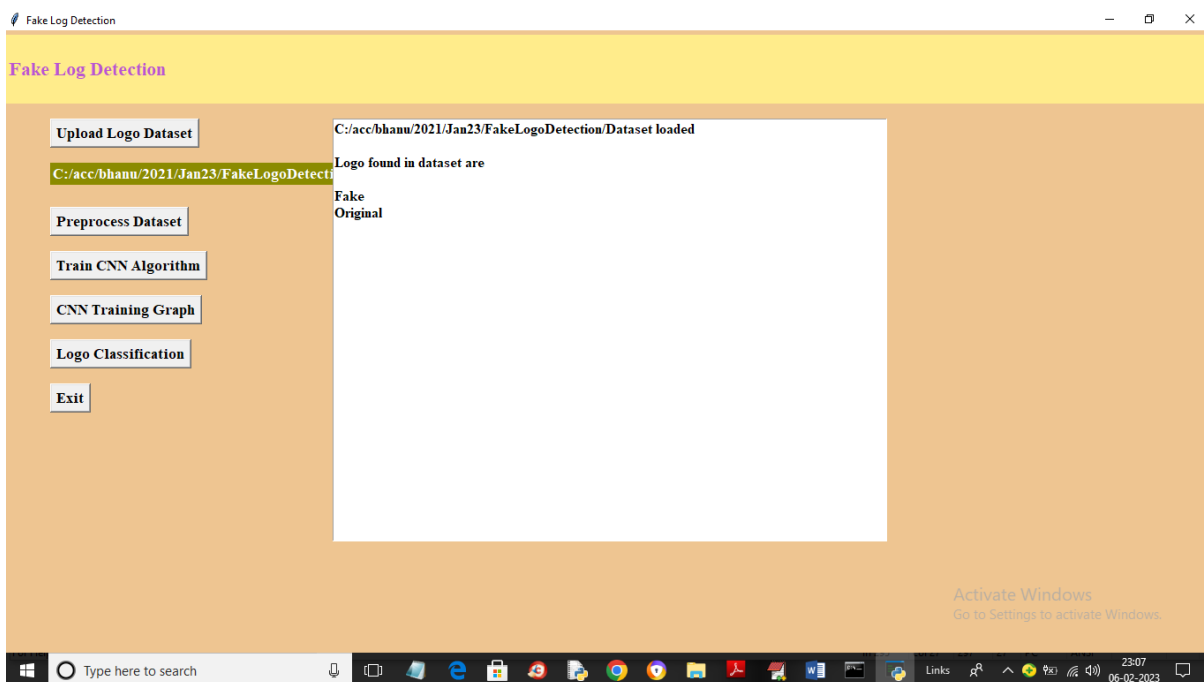 Fake Log Detection
Fake Log Detection
Upload Logo Dataset
C:/acc/bhanu/2021/Jan23/FakeLogoDetecti
Preprocess Dataset
Train CNN Algorithm
CNN Training Graph
Logo Classification
Exit
C:/acc/bhanu/2021/Jan23/FakeLogoDetection/Dataset loaded
Logo found in dataset are
Fake
Original
Activate Windows
Go to Settings to activate Windows.
Type here to search
Links
23:07
06-02-2023